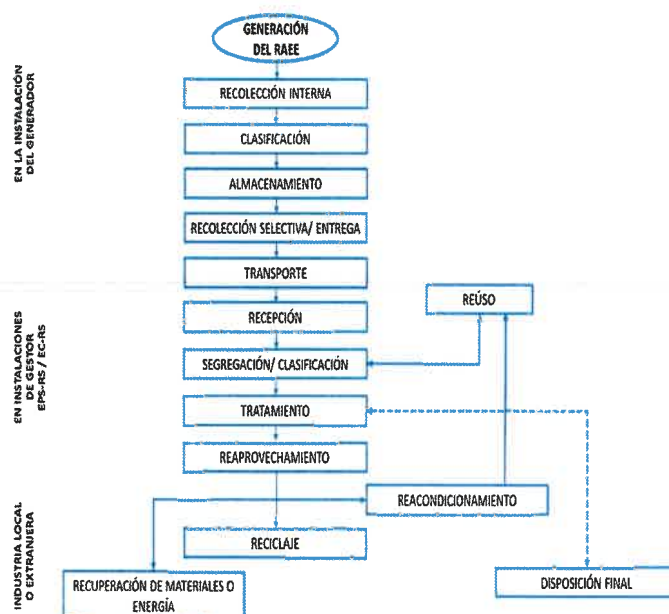 GENERACIÓN
DEL RAEE
EN LA INSTALACIÓN
DEL GENERADOR
RECOLECCIÓN INTERNA
CLASIFICACIÓN
ALMACENAMIENTO
RECOLECCIÓN SELECTIVA/ ENTREGA
TRANSPORTE
REÚSO
RECEPCIÓN
EN INSTALACIONES
DE GESTOR
EPS-RS / EC-RS
SEGREGACIÓN/ CLASIFICACIÓN
TRATAMIENTO
REAPROVECHAMIENTO
REACONDICIONAMIENTO
INDUSTRIA LOCAL
O EXTRANJERA
RECICLAJE
RECUPERACIÓN DE MATERIALES O
ENERGÍA
DISPOSICIÓN FINAL